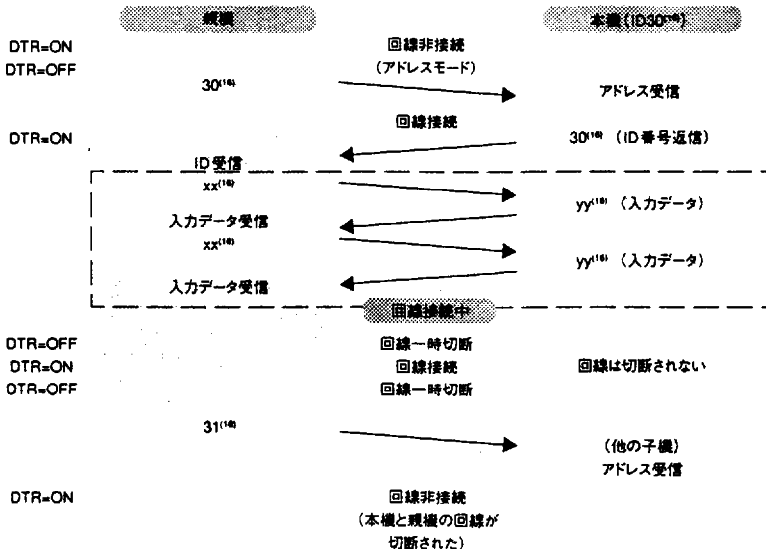 親機 本機(ID30(16))
DTR=ON 回線非接続
DTR=OFF (アドレスモード)
30(16) アドレス受信
回線接続
DTR=ON 30(16) (ID番号返信)
ID受信
xx(16)
yy(16) (入力データ)
入力データ受信
xx(16)
yy(16) (入力データ)
入力データ受信
回線接続中
DTR=OFF 回線一時切断
DTR=ON 回線接続 回線は切断されない
DTR=OFF 回線一時切断
31(16)
(他の子機)
アドレス受信
DTR=ON 回線非接続
(本機と親機の回線が
切断された)